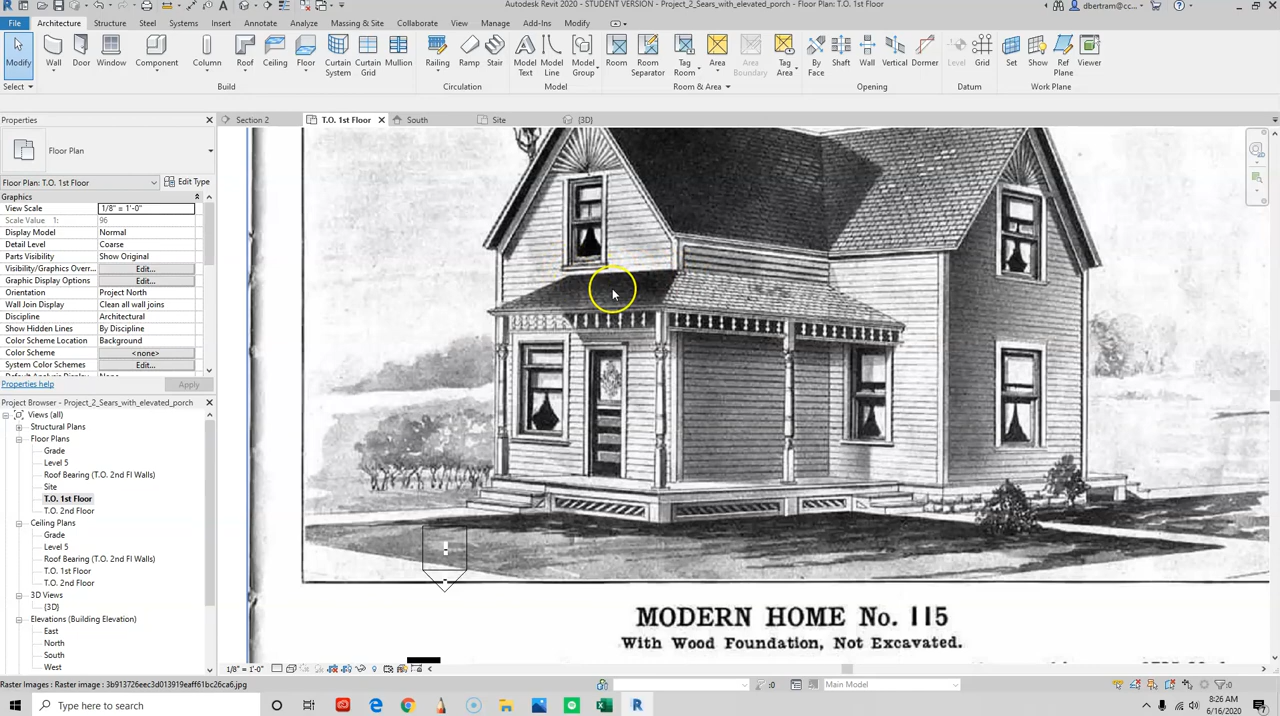 Autodesk Revit 2020 - STUDENT VERSION - Project_2_Sears_with_elevated_porch - Floor Plan: T.O. 1st Floor
dbertram@cc...
File Architecture Structure Steel Systems Insert Annotate Analyze Massing & Site Collaborate View Manage Add-Ins Modify
Modify Wall Door Window Component Column Roof Ceiling Floor Curtain System Curtain Grid Mullion Railing Ramp Stair Model Text Model Line Model Group Room Room Separator Tag Room Area Area Boundary Tag Area By Face Shaft Wall Vertical Dormer Level Grid Set Show Ref Plane Viewer
Select Build Circulation Model Room & Area Opening Datum Work Plane
Properties
Section 2 T.O. 1st Floor South Site {3D}
Floor Plan
Floor Plan: T.O. 1st Floor Edit Type
Graphics
View Scale 1/8" = 1'-0"
Scale Value 1: 96
Display Model Normal
Detail Level Coarse
Parts Visibility Show Original
Visibility/Graphics Over... Edit...
Graphic Display Options Edit...
Orientation Project North
Wall Join Display Clean all wall joins
Discipline Architectural
Show Hidden Lines By Discipline
Color Scheme Location Background
Color Scheme <none>
System Color Schemes Edit...
Properties help Apply
Project Browser - Project_2_Sears_with_elevated_porch
Views (all)
Structural Plans
Floor Plans
Grade
Level 5
Roof Bearing (T.O. 2nd Fl Walls)
Site
T.O. 1st Floor
T.O. 2nd Floor
Ceiling Plans
Grade
Level 5
Roof Bearing (T.O. 2nd Fl Walls)
T.O. 1st Floor
T.O. 2nd Floor
3D Views
{3D}
Elevations (Building Elevation)
East
North
South
West
MODERN HOME No. 115
With Wood Foundation, Not Excavated.
1/8" = 1'-0"
Raster Images : Raster image : 3b913726eec3d013919eaff61bc26ca6.jpg
:0 Main Model :0
Type here to search
8:26 AM
6/16/2020